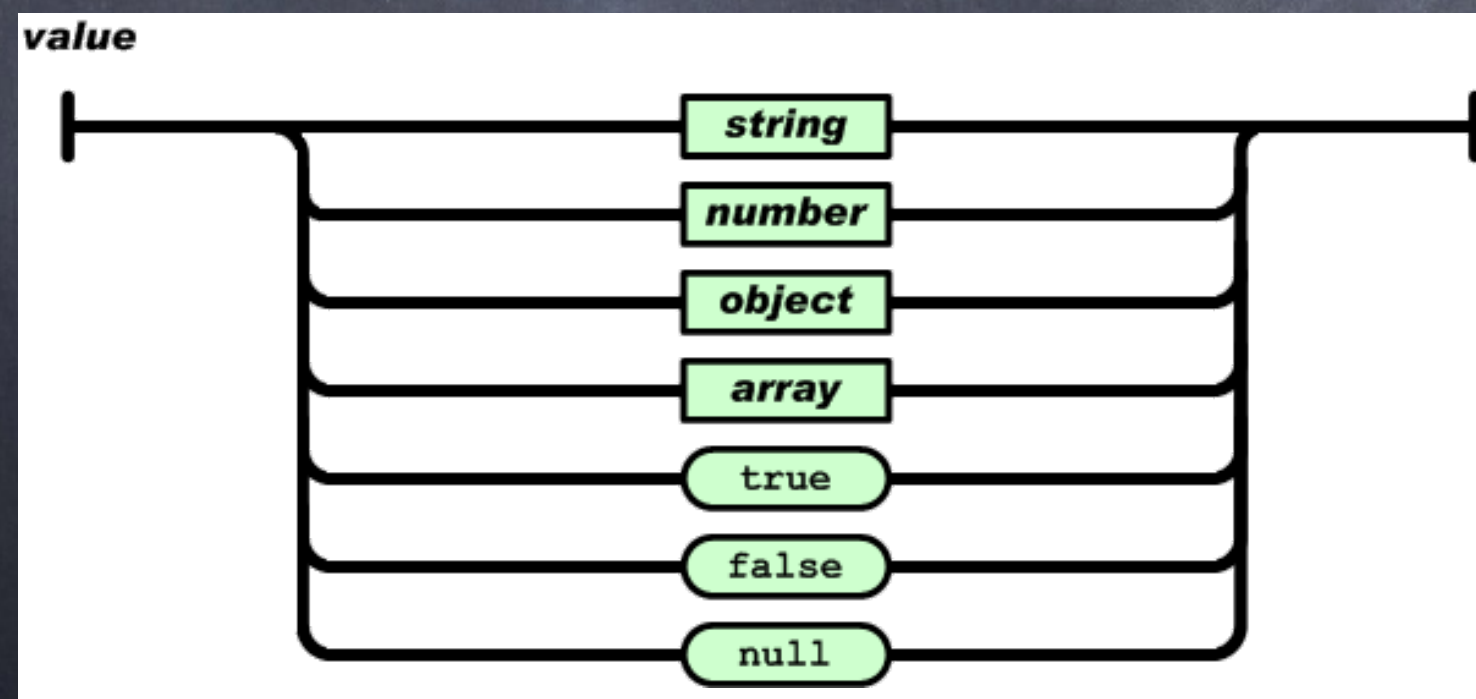 value
string
number
object
array
true
false
null